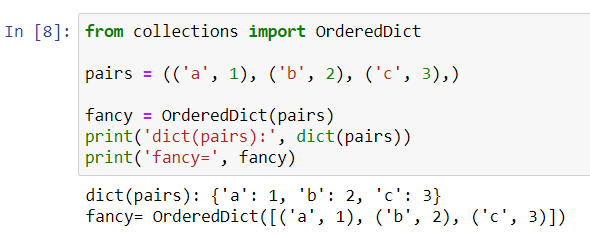 In [8]: from collections import OrderedDict
pairs = (('a', 1), ('b', 2), ('c', 3),)
fancy = OrderedDict(pairs)
print('dict(pairs):', dict(pairs))
print('fancy=', fancy)
dict(pairs): {'a': 1, 'b': 2, 'c': 3}
fancy= OrderedDict([('a', 1), ('b', 2), ('c', 3)])